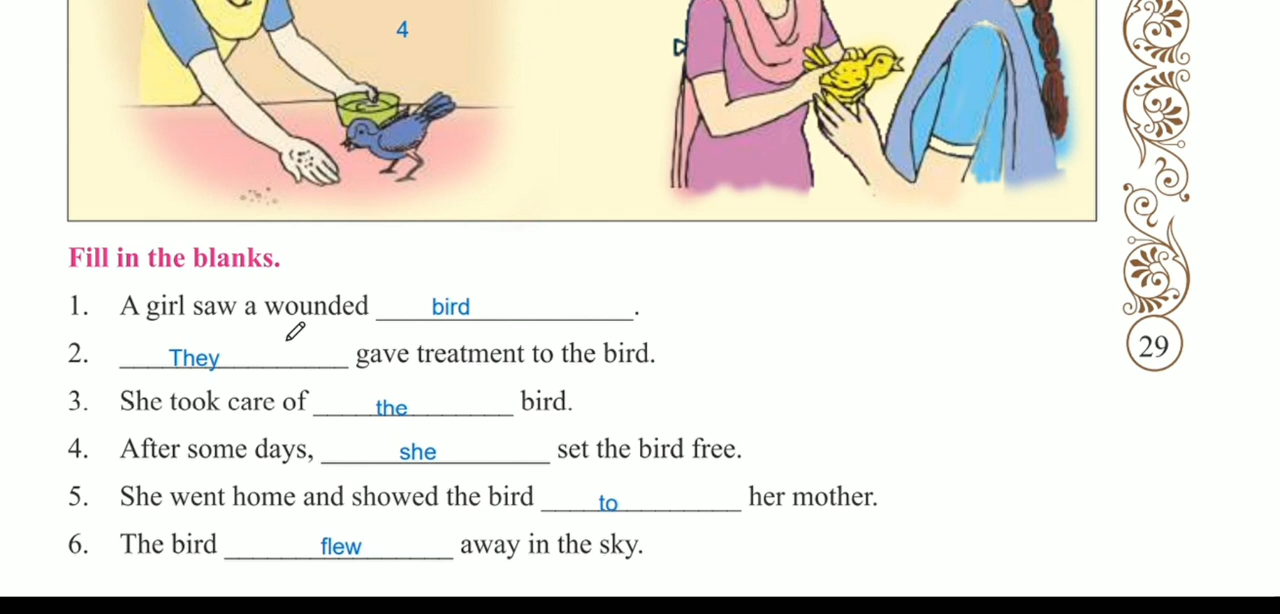 4
Fill in the blanks.
1. A girl saw a wounded bird.
2. They gave treatment to the bird.
3. She took care of the bird.
4. After some days, she set the bird free.
5. She went home and showed the bird to her mother.
6. The bird flew away in the sky.
29